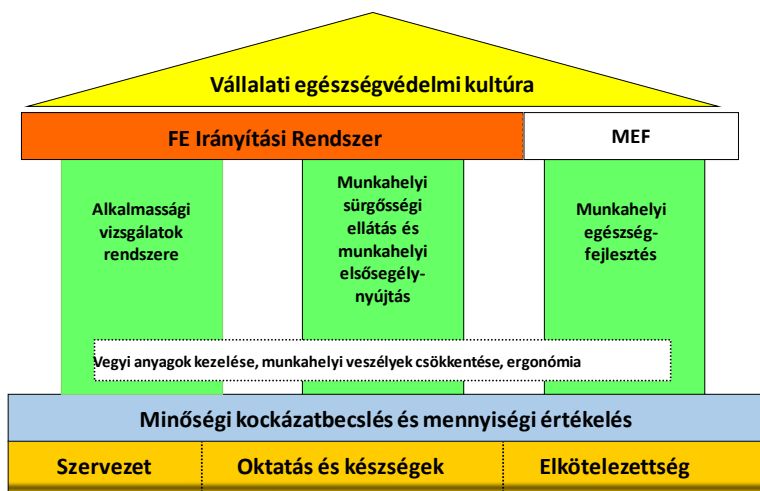 Vállalati egészségvédelmi kultúra
FE Irányítási Rendszer
MEF
Alkalmassági
vizsgálatok
rendszere
Munkahelyi
sürgősségi
ellátás és
munkahelyi
elsősegély-
nyújtás
Munkahelyi
egészség-
fejlesztés
Vegyi anyagok kezelése, munkahelyi veszélyek csökkentése, ergonómia
Minőségi kockázatbecslés és mennyiségi értékelés
Szervezet
Oktatás és készségek
Elkötelezettség